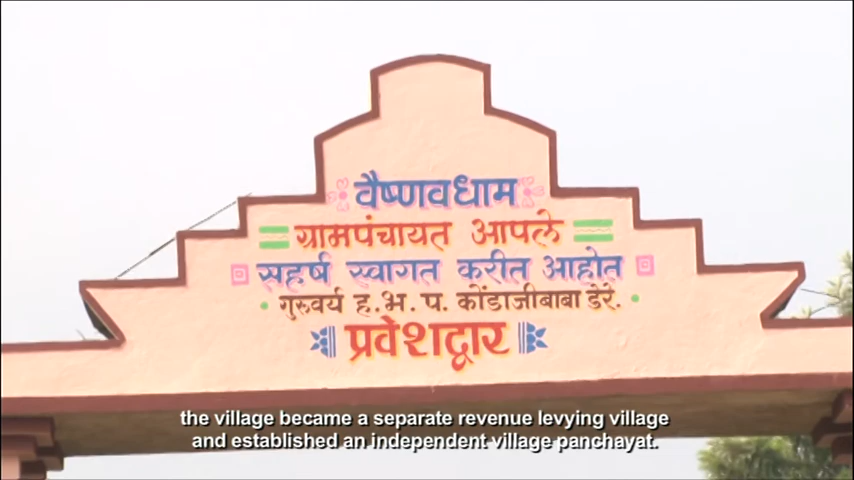 वैष्णवधाम
ग्रामपंचायत आपले
सहर्ष स्वागत करीत आहोत
गुरुवर्य ह.भ.प. कोंडाजीबाबा डेरे.
प्रवेशद्वार
the village became a separate revenue levying village
and established an independent village panchayat.